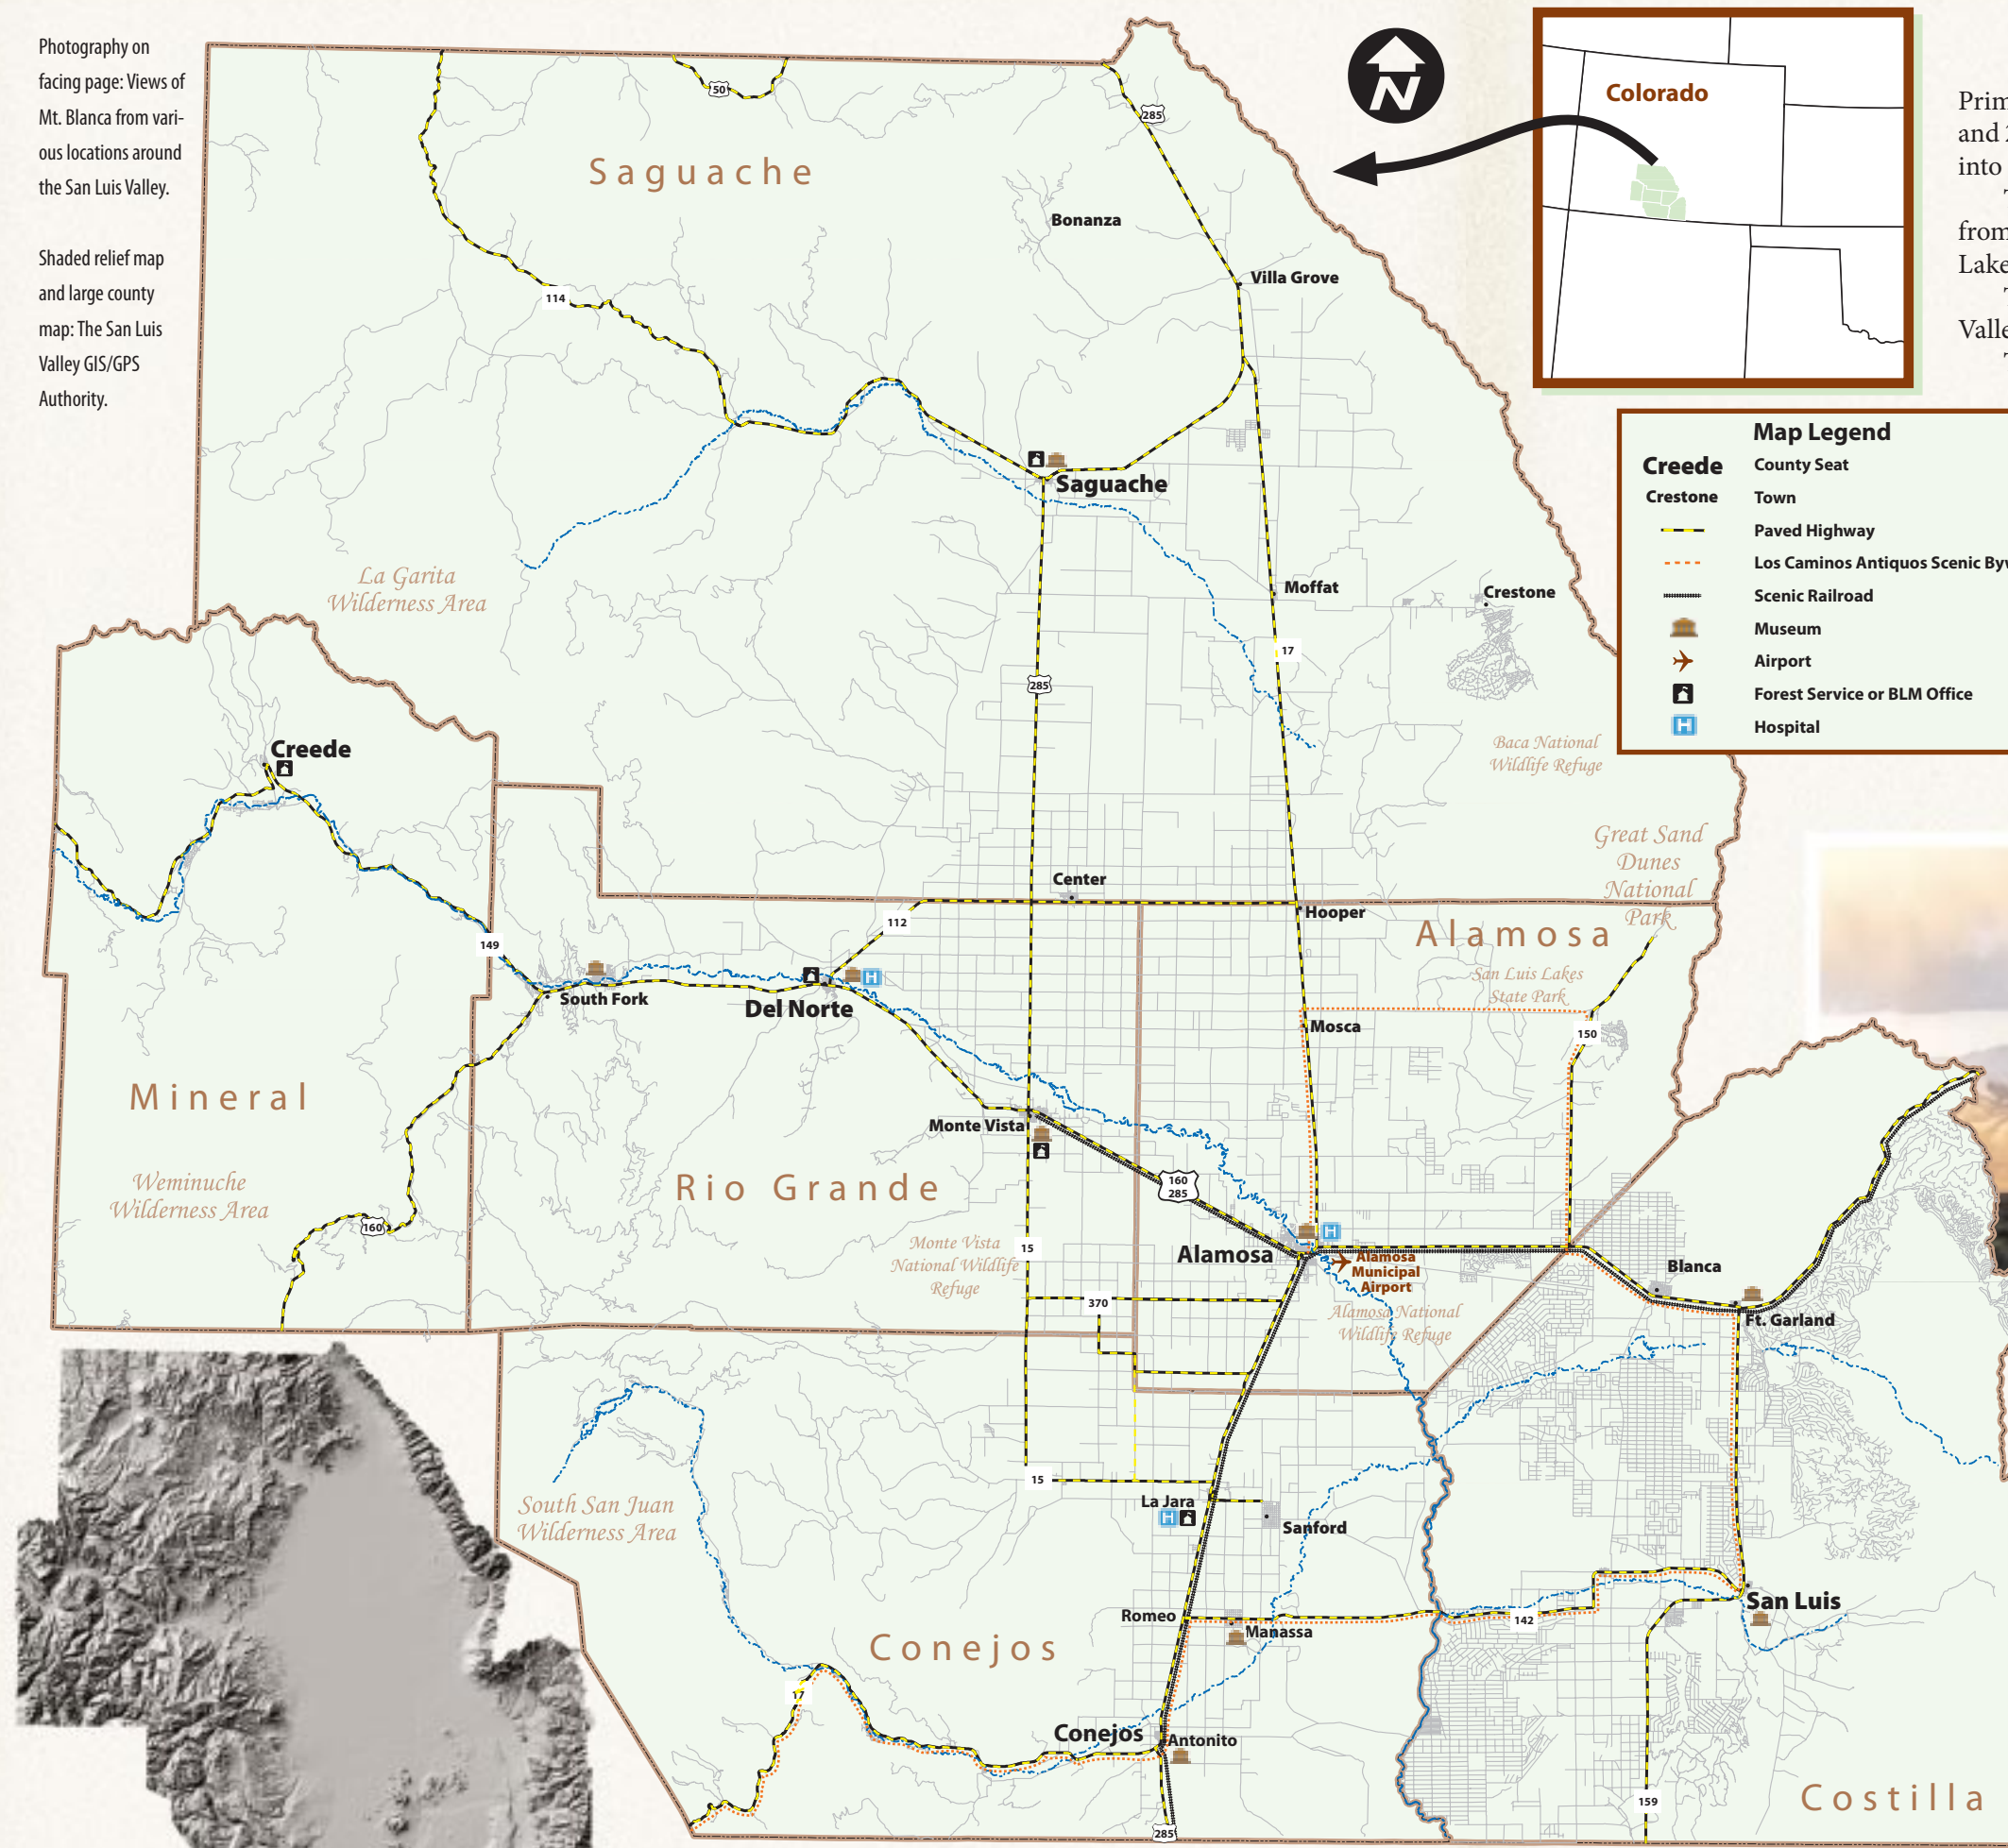 Photography on
facing page: Views of
Mt. Blanca from vari-
ous locations around
the San Luis Valley.
Shaded relief map
and large county
map: The San Luis
Valley GIS/GPS
Authority.
N
Colorado
Prim
and 2
into
T
from
Lake
T
Valle
T
Map Legend
Creede County Seat
Crestone Town
Paved Highway
Los Caminos Antiquos Scenic Byw
Scenic Railroad
Museum
Airport
Forest Service or BLM Office
H Hospital
50
285
Saguache
Bonanza
Villa Grove
114
Saguache
La Garita
Wilderness Area
Moffat
Crestone
17
285
Creede
Baca National
Wildlife Refuge
Great Sand
Dunes
National
Park
Center
112
Hooper
Alamosa
149
San Luis Lakes
State Park
South Fork
H
Del Norte
Mosca
150
Mineral
Monte Vista
Weminuche
Wilderness Area
Rio Grande
160
285
160
Monte Vista
National Wildlife
Refuge
15
H
Alamosa
Alamosa
Municipal
Airport
Blanca
370
Alamosa National
Wildlife Refuge
Ft. Garland
15
La Jara
H
South San Juan
Wilderness Area
Sanford
Romeo
142
San Luis
Manassa
Conejos
17
Conejos
Antonito
159
Costilla
285